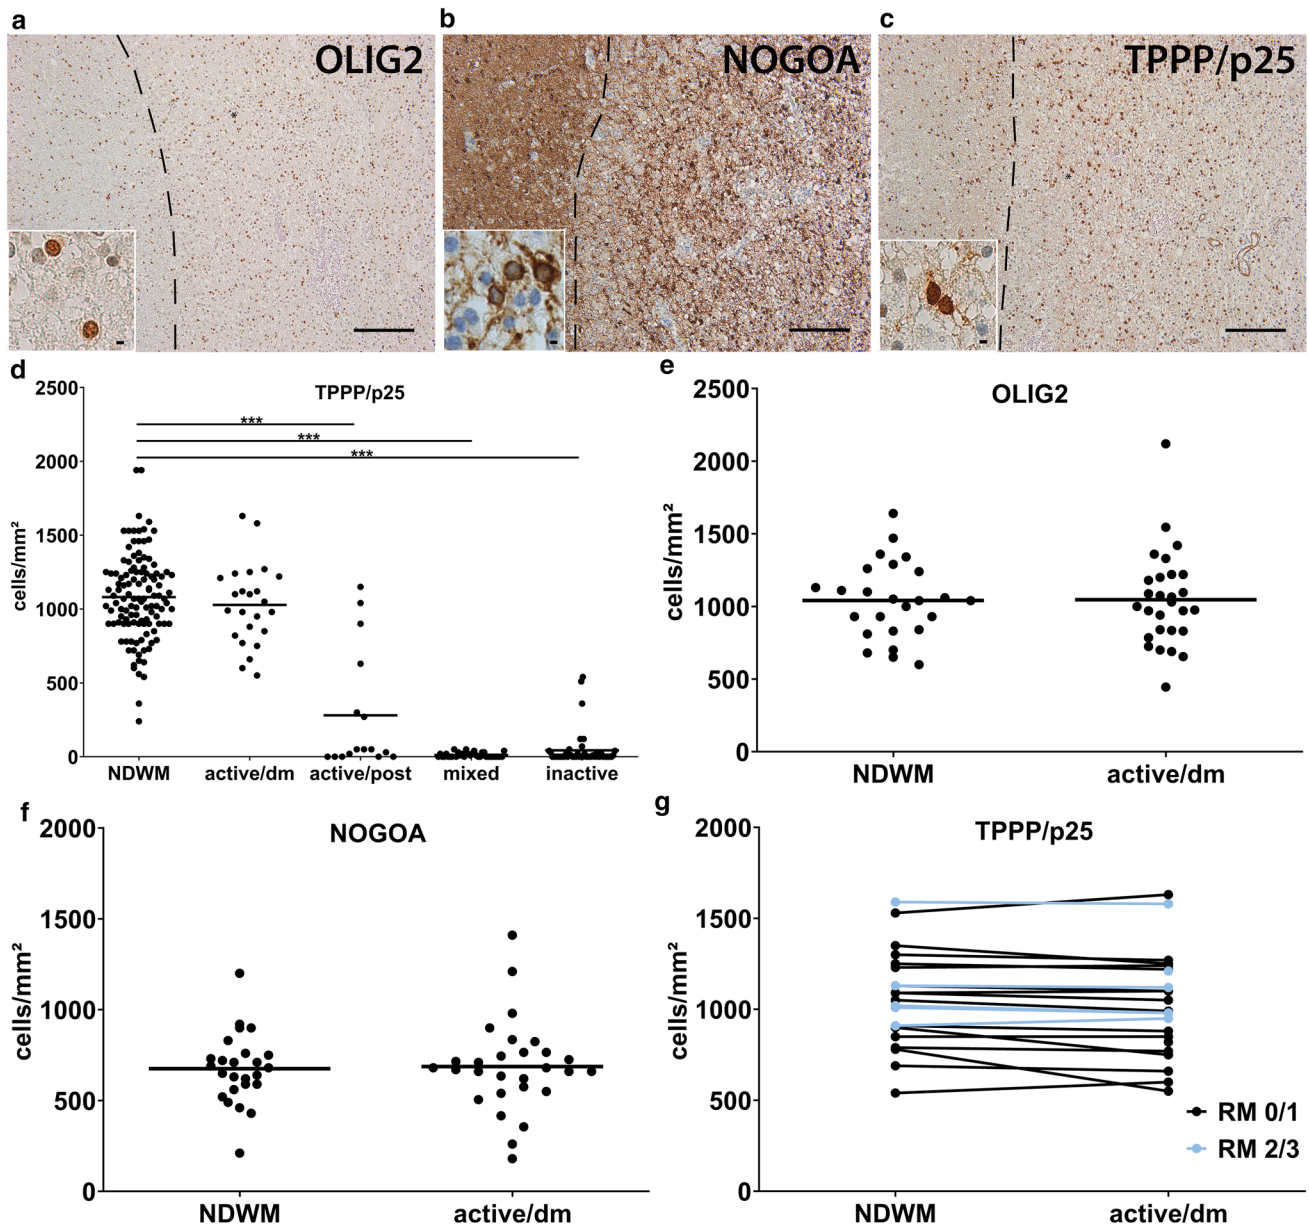 a
OLIG2
*
b
NOGOA
c
TPPP/p25
*
d
TPPP/p25
cells/mm²
2500
2000
1500
1000
500
0
***
***
***
NDWM active/dm active/post mixed inactive
e
OLIG2
cells/mm²
2500
2000
1500
1000
500
0
NDWM active/dm
f
NOGOA
cells/mm²
2000
1500
1000
500
0
NDWM active/dm
g
TPPP/p25
cells/mm²
2000
1500
1000
500
0
NDWM active/dm
RM 0/1
RM 2/3